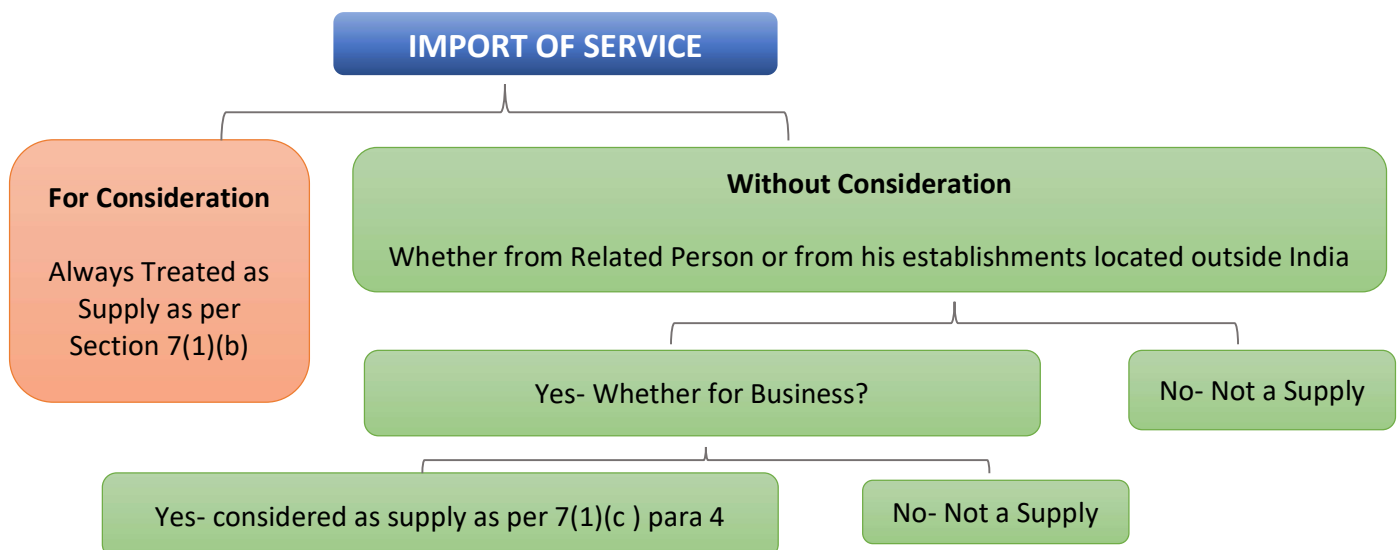 IMPORT OF SERVICE
For Consideration
Always Treated as
Supply as per
Section 7(1)(b)
Without Consideration
Whether from Related Person or from his establishments located outside India
Yes- Whether for Business?
No- Not a Supply
Yes- considered as supply as per 7(1)(c ) para 4
No- Not a Supply